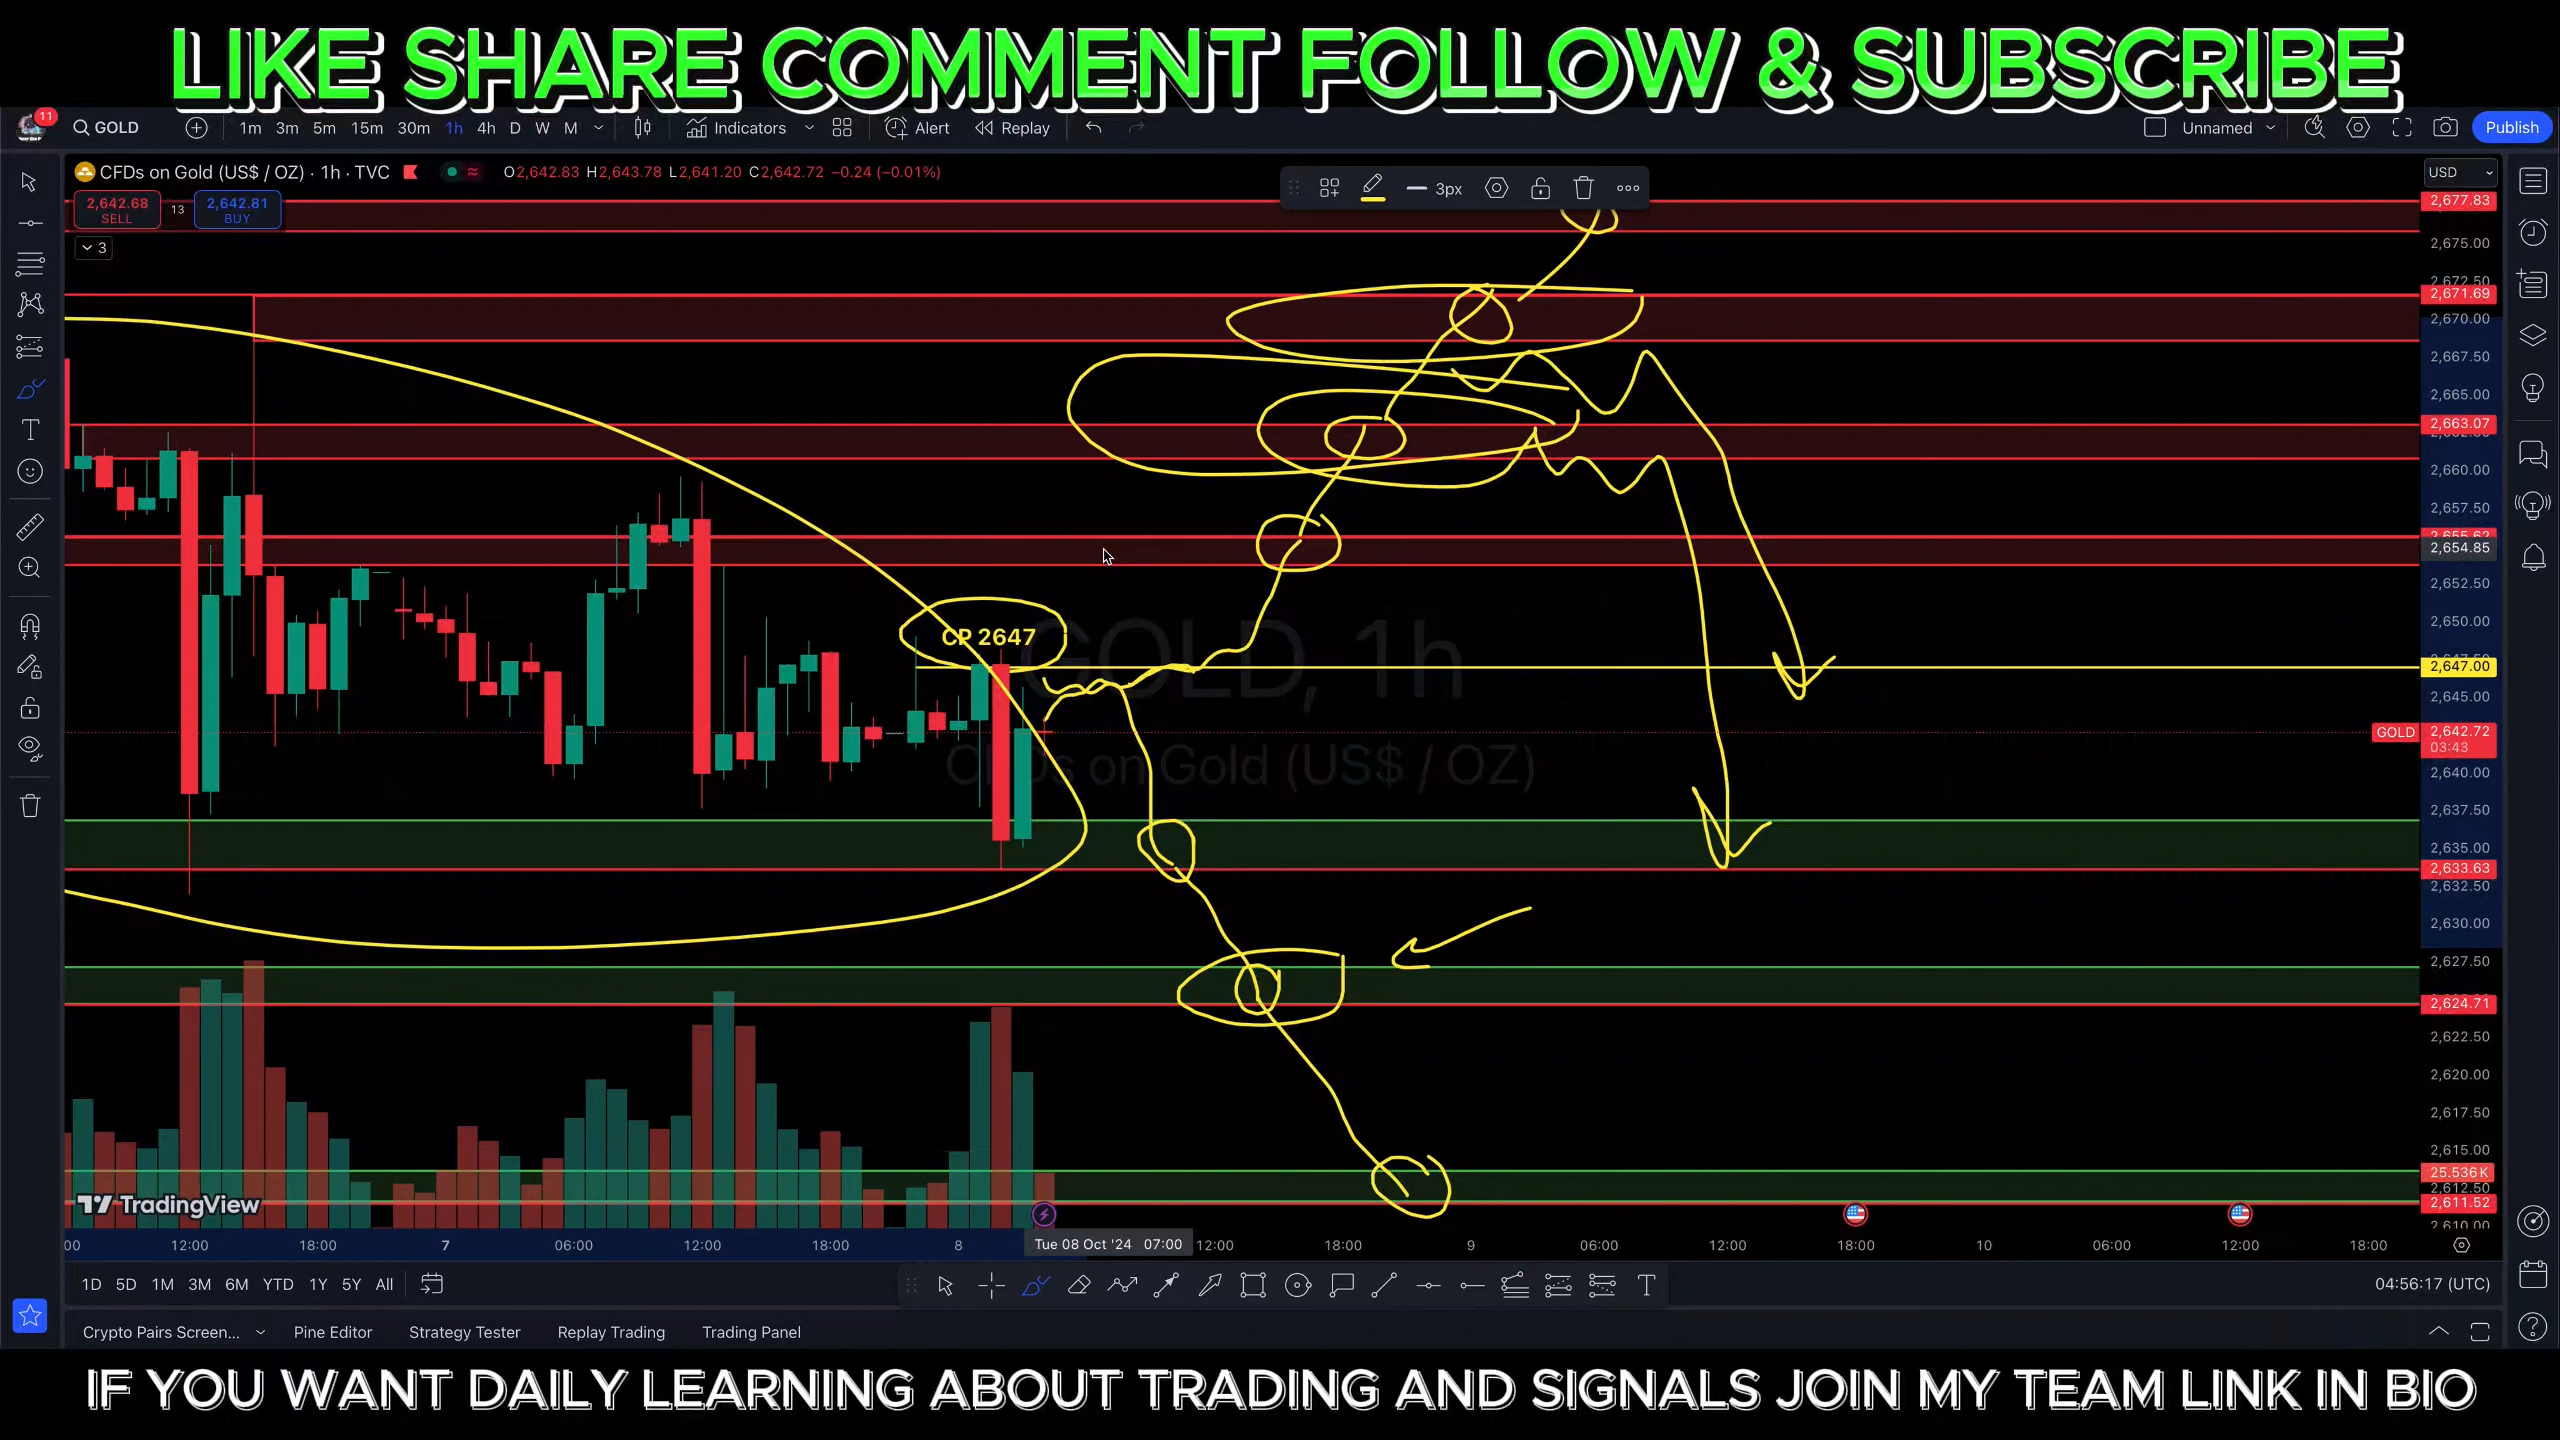 LIKE SHARE COMMENT FOLLOW & SUBSCRIBE
11
GOLD
1m 3m 5m 15m 30m 1h 4h D W M
Indicators
Alert
Replay
Unnamed
Publish
CFDs on Gold (US$ / OZ) · 1h · TVC
O2,642.83 H2,643.78 L2,641.20 C2,642.72 −0.24 (−0.01%)
3px
USD
2,642.68
SELL
13
2,642.81
BUY
3
2,677.83
2,675.00
2,672.50
2,671.69
2,670.00
2,667.50
2,665.00
2,663.07
2,660.00
2,657.50
2,655.62
2,654.85
2,652.50
2,650.00
CP 2647
GOLD, 1h
CFDs on Gold (US$ / OZ)
2,647.00
2,645.00
GOLD
2,642.72
03:43
2,640.00
2,637.50
2,635.00
2,633.63
2,632.50
2,630.00
2,627.50
2,624.71
2,622.50
2,620.00
2,617.50
2,615.00
25.536K
2,612.50
2,611.52
2,610.00
TradingView
00 12:00 18:00 7 06:00 12:00 18:00 8 Tue 08 Oct '24 07:00 12:00 18:00 9 06:00 12:00 18:00 10 06:00 12:00 18:00
1D 5D 1M 3M 6M YTD 1Y 5Y All
04:56:17 (UTC)
Crypto Pairs Screen... Pine Editor Strategy Tester Replay Trading Trading Panel
IF YOU WANT DAILY LEARNING ABOUT TRADING AND SIGNALS JOIN MY TEAM LINK IN BIO